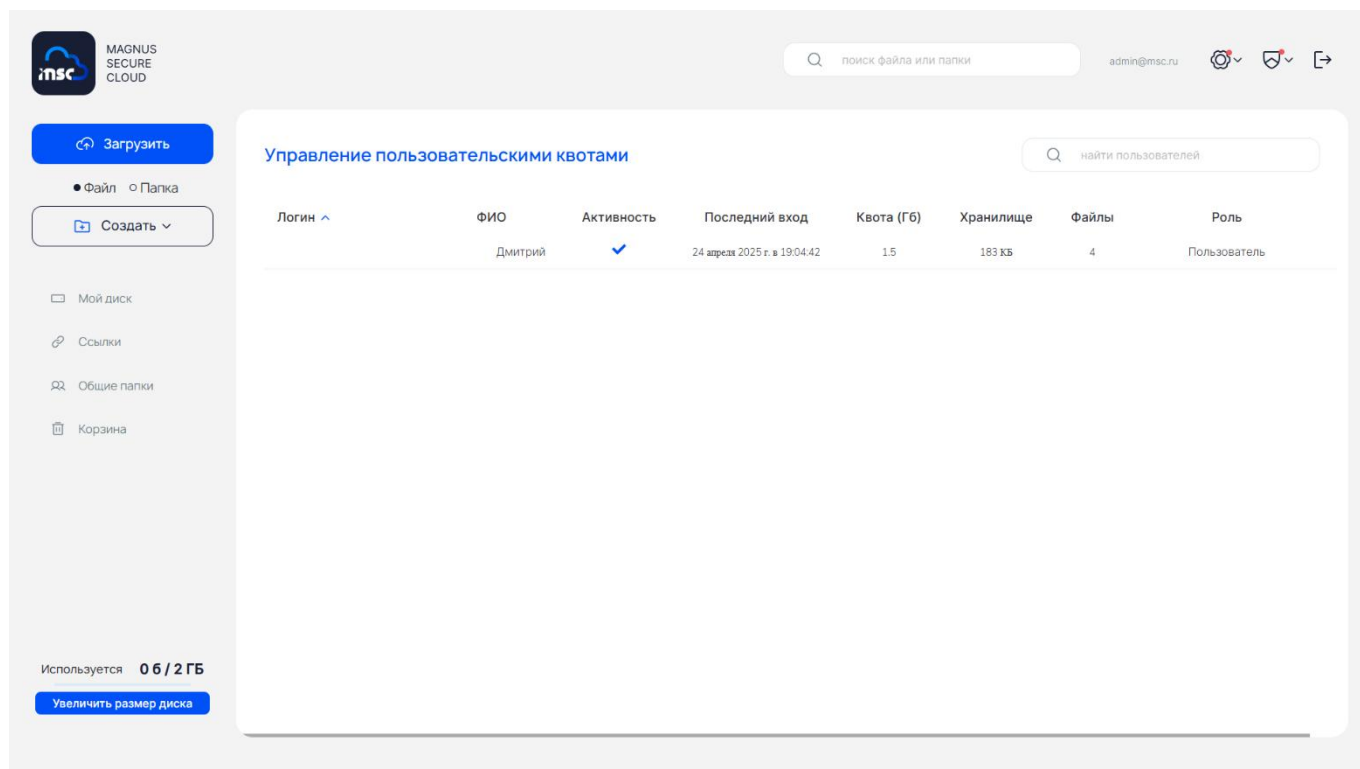 MAGNUS
SECURE
CLOUD
msc
поиск файла или папки
admin@msc.ru
Загрузить
Файл Папка
Создать
Мой диск
Ссылки
Общие папки
Корзина
Используется 0 б / 2 ГБ
Увеличить размер диска
Управление пользовательскими квотами
найти пользователей
Логин ФИО Активность Последний вход Квота (Гб) Хранилище Файлы Роль
Дмитрий 24 апреля 2025 г. в 19:04:42 1.5 183 КБ 4 Пользователь